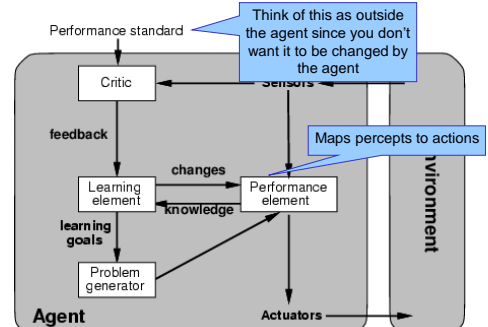 Performance standard
Think of this as outside
the agent since you don't
want it to be changed by
the agent
Critic
Sensors
feedback
Maps percepts to actions
changes
Learning
element
Performance
element
knowledge
learning
goals
Problem
generator
Agent
Actuators